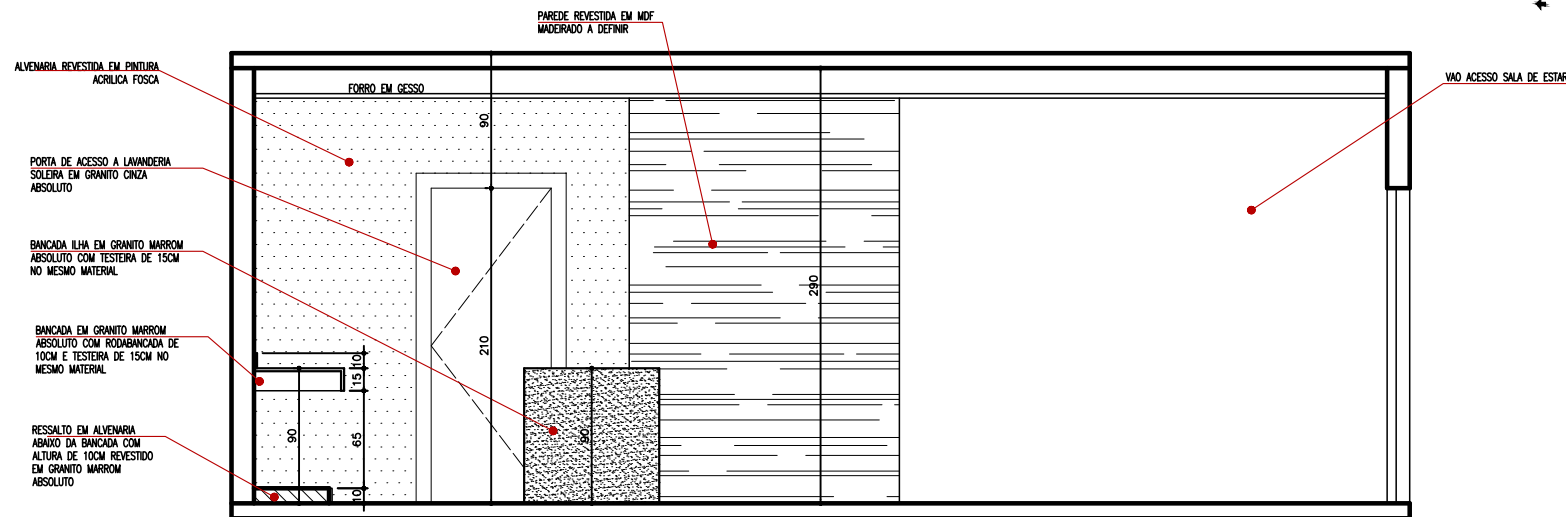 PAREDE REVESTIDA EM MDF
MADEIRADO A DEFINIR
ALVENARIA REVESTIDA EM PINTURA
ACRILICA FOSCA
FORRO EM GESSO
VAO ACESSO SALA DE ESTAR
90
PORTA DE ACESSO A LAVANDERIA
SOLEIRA EM GRANITO CINZA
ABSOLUTO
BANCADA ILHA EM GRANITO MARROM
ABSOLUTO COM TESTEIRA DE 15CM
NO MESMO MATERIAL
290
BANCADA EM GRANITO MARROM
ABSOLUTO COM RODABANCADA DE
10CM E TESTEIRA DE 15CM NO
MESMO MATERIAL
210
10
15
RESSALTO EM ALVENARIA
ABAIXO DA BANCADA COM
ALTURA DE 10CM REVESTIDO
EM GRANITO MARROM
ABSOLUTO
90
65
90
10